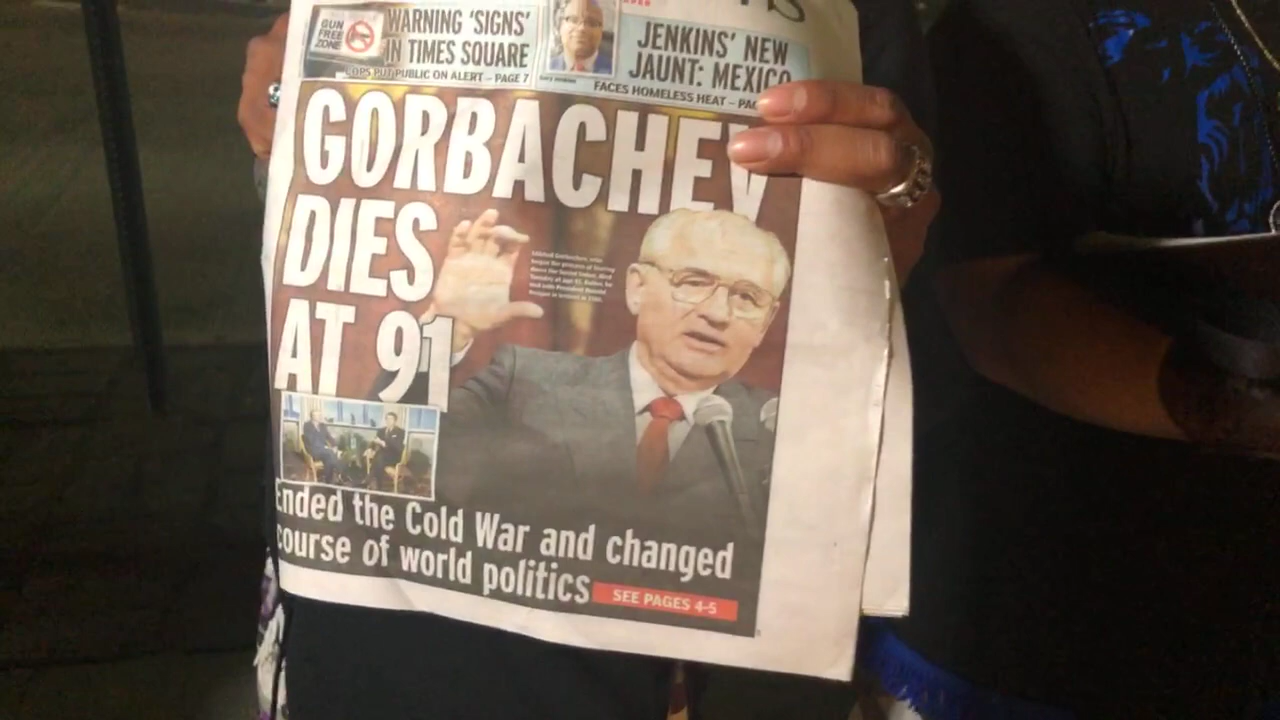 GUN
FREE
ZONE
WARNING 'SIGNS'
IN TIMES SQUARE
COPS PUT PUBLIC ON ALERT – PAGE 7
JENKINS' NEW
JAUNT: MEXICO
FACES HOMELESS HEAT – PAG
GORBACHEV
DIES
AT 91
Ended the Cold War and changed
course of world politics
SEE PAGES 4-5